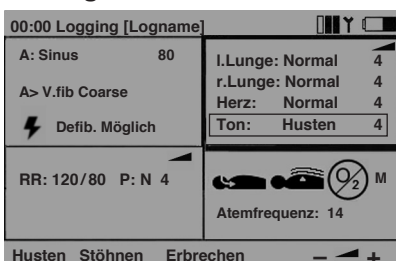 00:00 Logging [Logname]
A: Sinus 80
A> V.fib Coarse
Defib. Möglich
l.Lunge: Normal 4
r.Lunge: Normal 4
Herz: Normal 4
Ton: Husten 4
RR: 120/80 P: N 4
O2 M
Atemfrequenz: 14
Husten Stöhnen Erbrechen – +